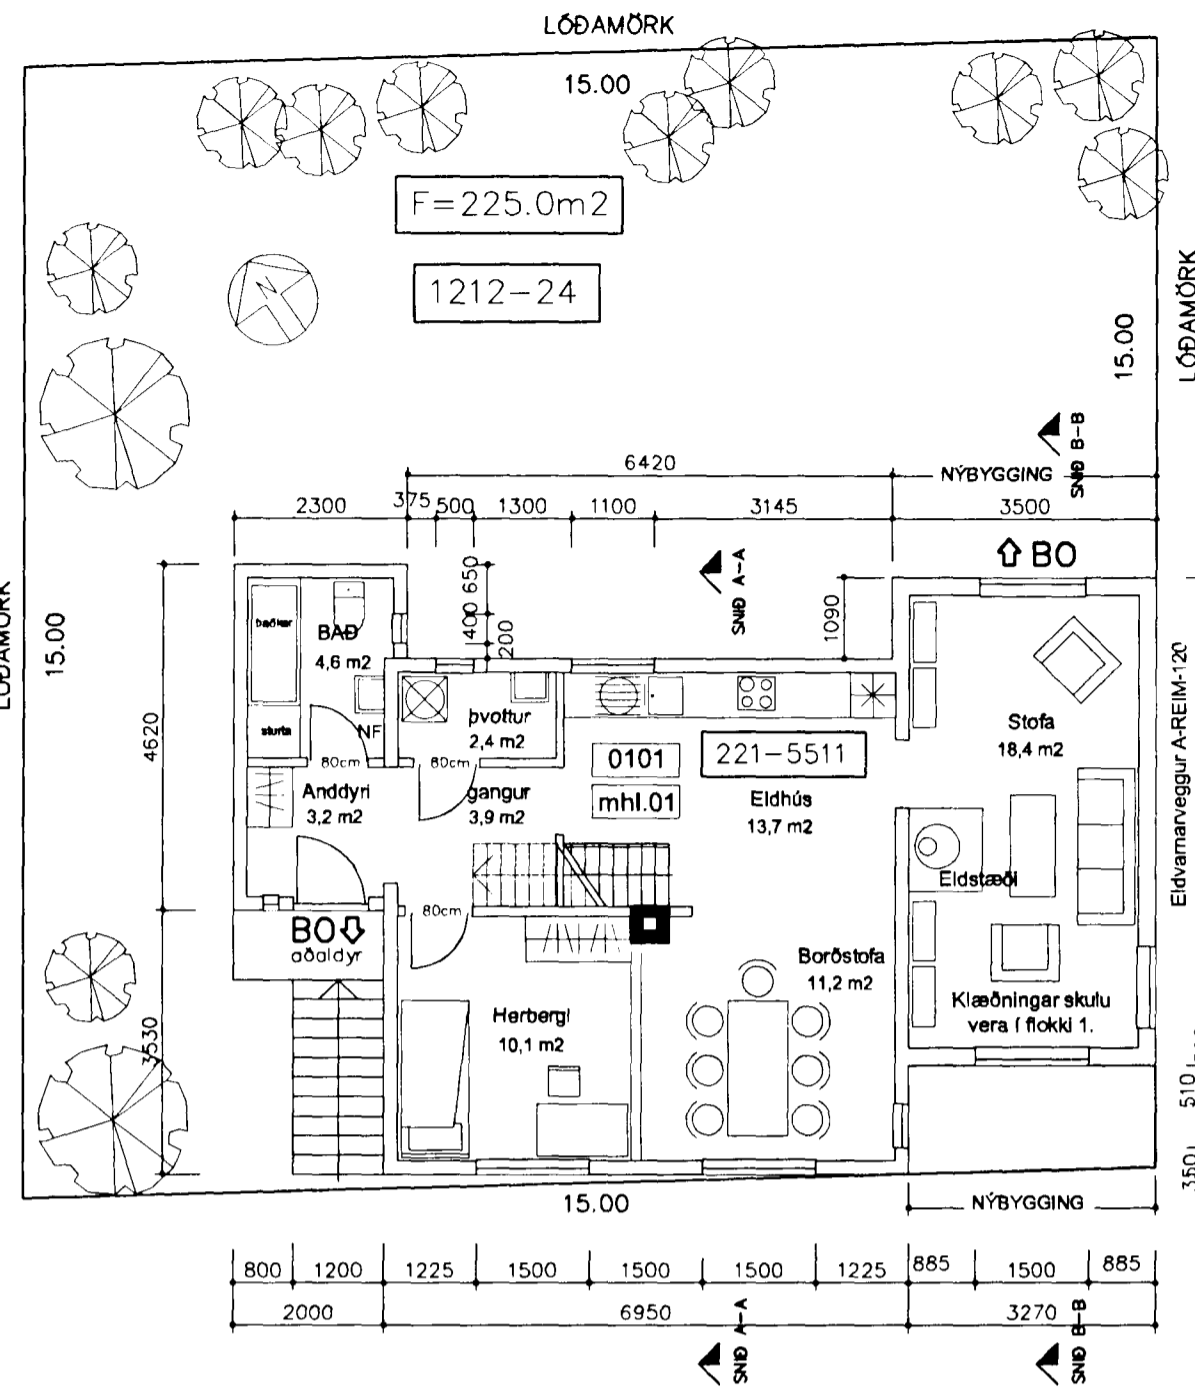 LÓÐAMÖRK
15.00
F=225.0m2
1212-24
N
LÓÐAMÖRK
15.00
SNIÐ B-B
6420
NÝBYGGING
2300
375
500
1300
1100
3145
3500
BO
SNIÐ A-A
650
400
200
1090
LÓÐAMÖRK
15.00
4620
baðker
BAÐ
4,6 m2
sturta
NF
þvottur
2,4 m2
80cm
80cm
0101
221-5511
mhl.01
Stofa
18,4 m2
Eldvarnarveggur A-REIM-120
Anddyri
3,2 m2
gangur
3,9 m2
Eldhús
13,7 m2
Eldstæði
80cm
BO
aðaldyr
Borðstofa
11,2 m2
Herbergi
10,1 m2
Klæðningar skulu
vera í flokki 1.
3530
510
350
15.00
NÝBYGGING
800
1200
1225
1500
1500
1500
1225
885
1500
885
2000
6950
3270
SNIÐ A-A
SNIÐ B-B